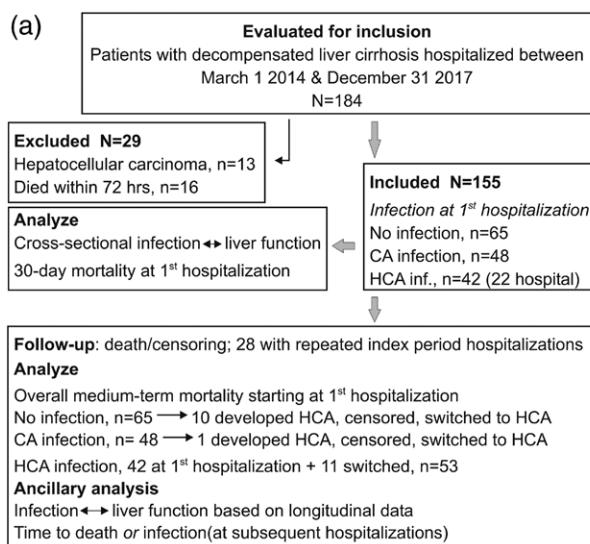 (a)
Evaluated for inclusion
Patients with decompensated liver cirrhosis hospitalized between
March 1 2014 & December 31 2017
N=184
Excluded N=29
Hepatocellular carcinoma, n=13
Died within 72 hrs, n=16
Included N=155
Infection at 1st hospitalization
No infection, n=65
CA infection, n=48
HCA inf., n=42 (22 hospital)
Analyze
Cross-sectional infection↔liver function
30-day mortality at 1st hospitalization
Follow-up: death/censoring; 28 with repeated index period hospitalizations
Analyze
Overall medium-term mortality starting at 1st hospitalization
No infection, n=65 → 10 developed HCA, censored, switched to HCA
CA infection, n= 48 → 1 developed HCA, censored, switched to HCA
HCA infection, 42 at 1st hospitalization + 11 switched, n=53
Ancillary analysis
Infection↔liver function based on longitudinal data
Time to death or infection(at subsequent hospitalizations)